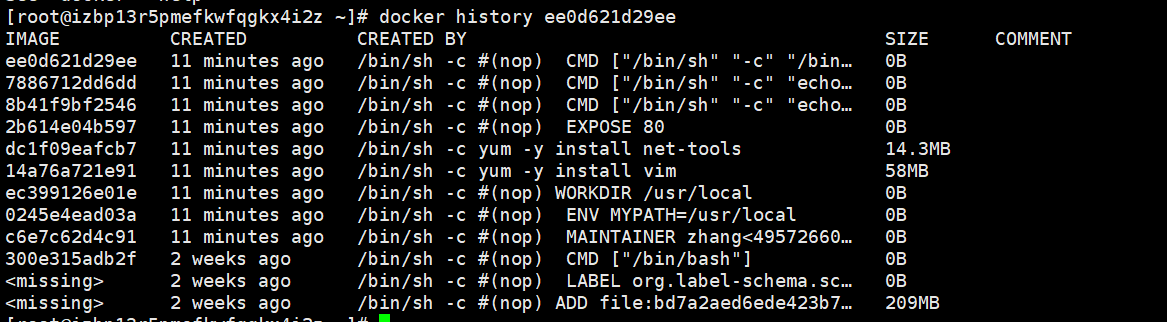 [root@izbp13r5pmefkwfqgkx4i2z ~]# docker history ee0d621d29ee
IMAGE CREATED CREATED BY SIZE COMMENT
ee0d621d29ee 11 minutes ago /bin/sh -c #(nop) CMD ["/bin/sh" "-c" "/bin… 0B
7886712dd6dd 11 minutes ago /bin/sh -c #(nop) CMD ["/bin/sh" "-c" "echo… 0B
8b41f9bf2546 11 minutes ago /bin/sh -c #(nop) CMD ["/bin/sh" "-c" "echo… 0B
2b614e04b597 11 minutes ago /bin/sh -c #(nop) EXPOSE 80 0B
dc1f09eafcb7 11 minutes ago /bin/sh -c yum -y install net-tools 14.3MB
14a76a721e91 11 minutes ago /bin/sh -c yum -y install vim 58MB
ec399126e01e 11 minutes ago /bin/sh -c #(nop) WORKDIR /usr/local 0B
0245e4ead03a 11 minutes ago /bin/sh -c #(nop) ENV MYPATH=/usr/local 0B
c6e7c62d4c91 11 minutes ago /bin/sh -c #(nop) MAINTAINER zhang<49572660… 0B
300e315adb2f 2 weeks ago /bin/sh -c #(nop) CMD ["/bin/bash"] 0B
<missing> 2 weeks ago /bin/sh -c #(nop) LABEL org.label-schema.sc… 0B
<missing> 2 weeks ago /bin/sh -c #(nop) ADD file:bd7a2aed6ede423b7… 209MB